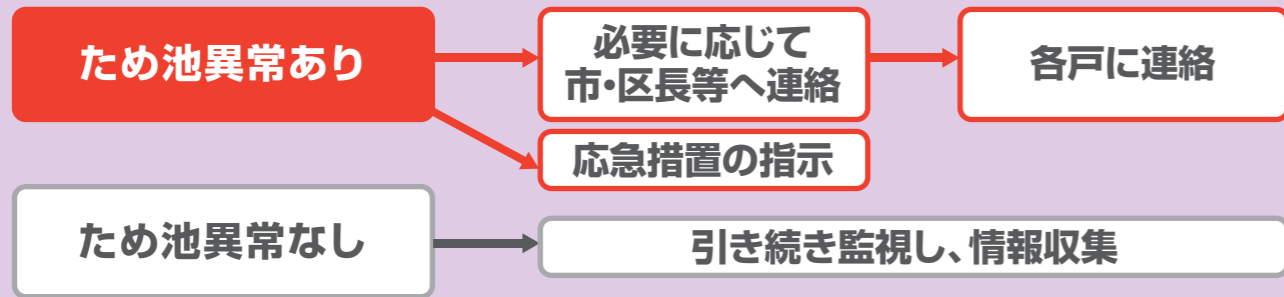 ため池異常あり
必要に応じて
市・区長等へ連絡
各戸に連絡
応急措置の指示
ため池異常なし
引き続き監視し、情報収集